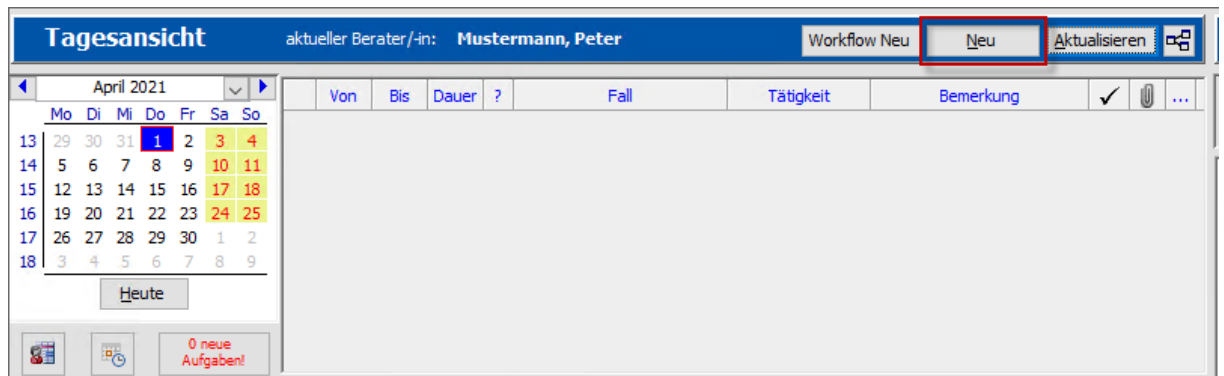 Tagesansicht aktueller Berater/-in: Mustermann, Peter Workflow Neu Neu Aktualisieren
April 2021
Mo Di Mi Do Fr Sa So
13 29 30 31 1 2 3 4
14 5 6 7 8 9 10 11
15 12 13 14 15 16 17 18
16 19 20 21 22 23 24 25
17 26 27 28 29 30 1 2
18 3 4 5 6 7 8 9
Heute
0 neue
Aufgaben!
Von Bis Dauer ? Fall Tätigkeit Bemerkung ✓ ...